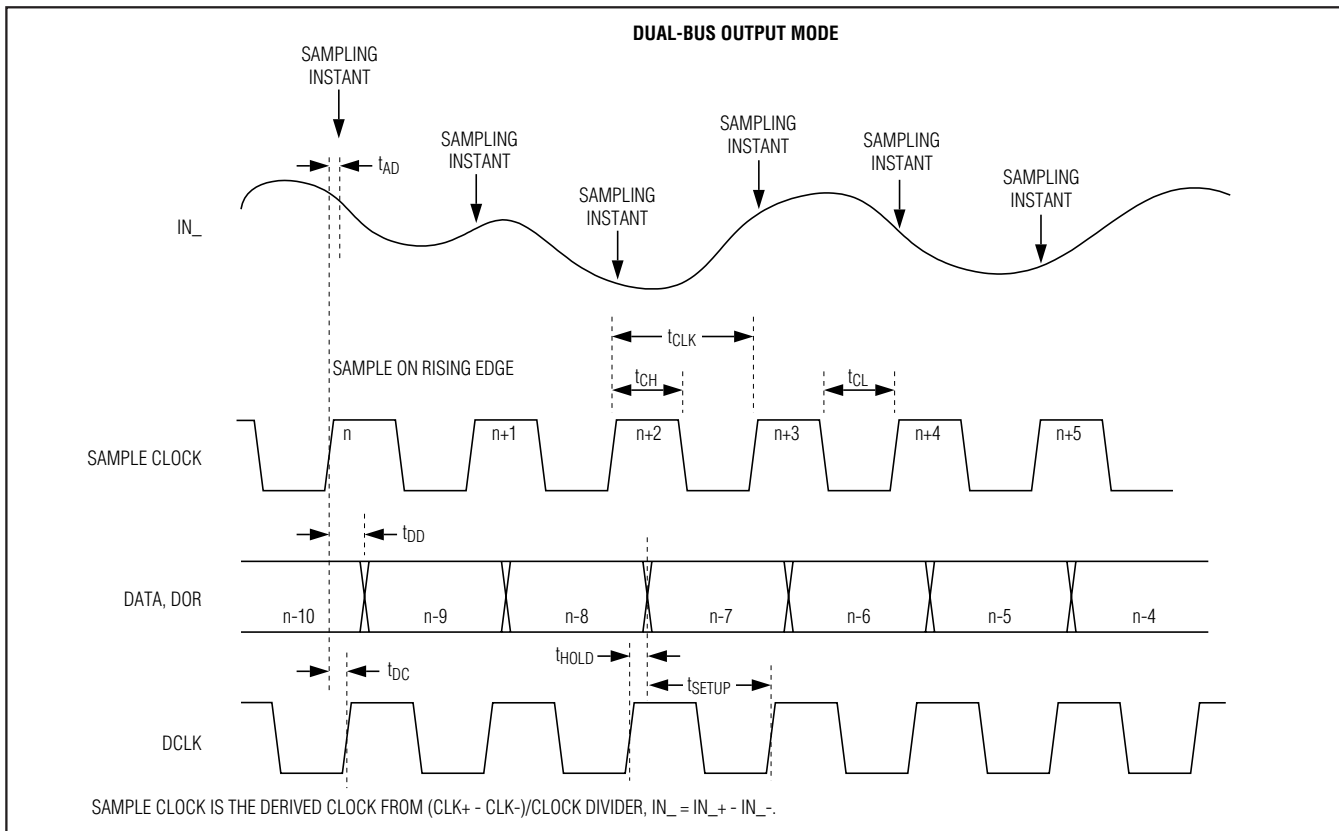 DUAL-BUS OUTPUT MODE
SAMPLING
INSTANT
SAMPLING
INSTANT
SAMPLING
INSTANT
SAMPLING
INSTANT
SAMPLING
INSTANT
SAMPLING
INSTANT
tAD
IN_
tCLK
SAMPLE ON RISING EDGE
tCH
tCL
n
n+1
n+2
n+3
n+4
n+5
SAMPLE CLOCK
tDD
DATA, DOR
n-10
n-9
n-8
n-7
n-6
n-5
n-4
tHOLD
tDC
tSETUP
DCLK
SAMPLE CLOCK IS THE DERIVED CLOCK FROM (CLK+ - CLK-)/CLOCK DIVIDER, IN_ = IN_+ - IN_-.